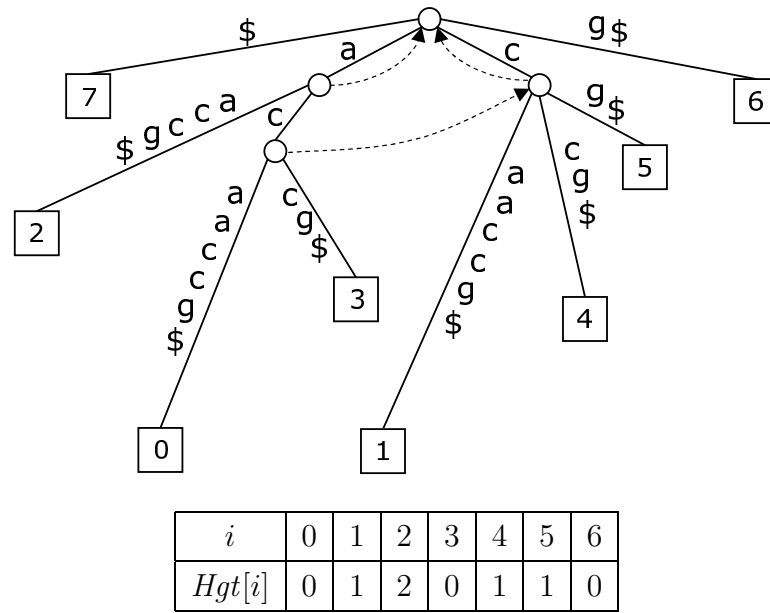 $ a c g$
7 6
$ g c c a c g$
5
2 a a c c g $ c g $ a a c c g $ c g $
3 4
0 1
i 0 1 2 3 4 5 6
Hgt[i] 0 1 2 0 1 1 0